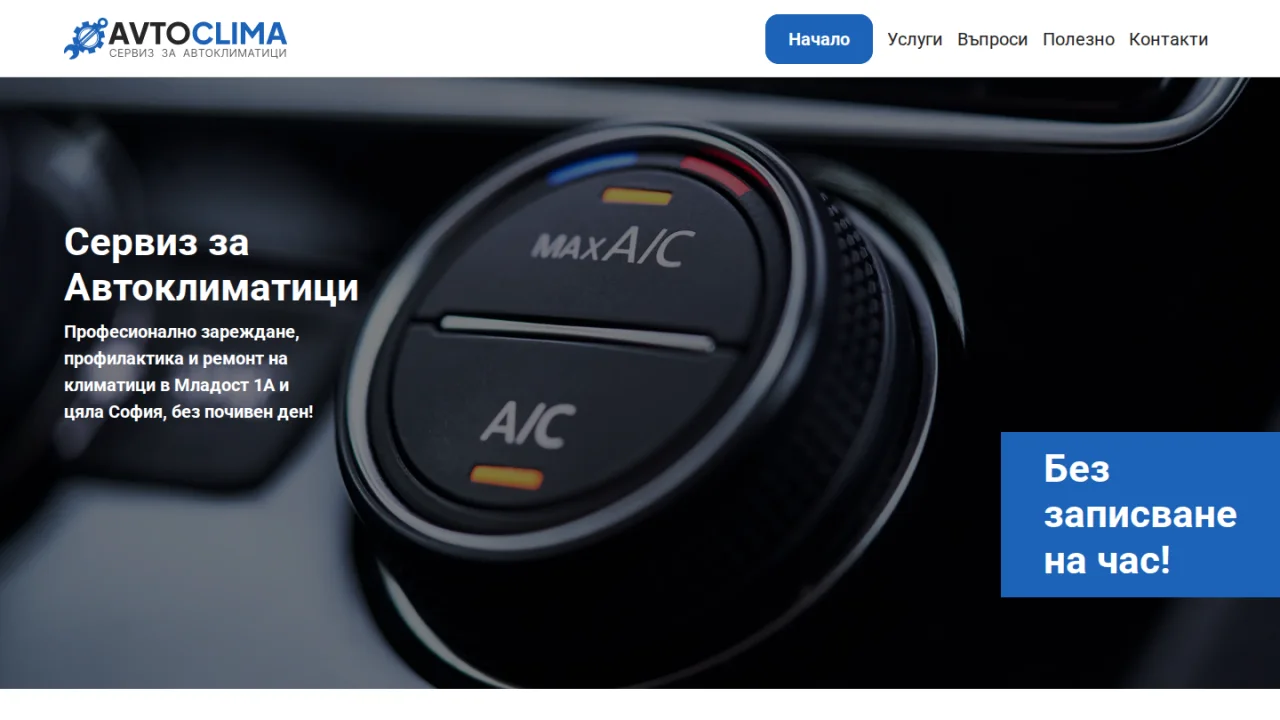 AVTOCLIMA
СЕРВИЗ ЗА АВТОКЛИМАТИЦИ
Начало
Услуги
Въпроси
Полезно
Контакти
Сервиз за
Автоклиматици
Професионално зареждане,
профилактика и ремонт на
климатици в Младост 1А и
цяла София, без почивен ден!
MAX A/C
A/C
Без
записване
на час!